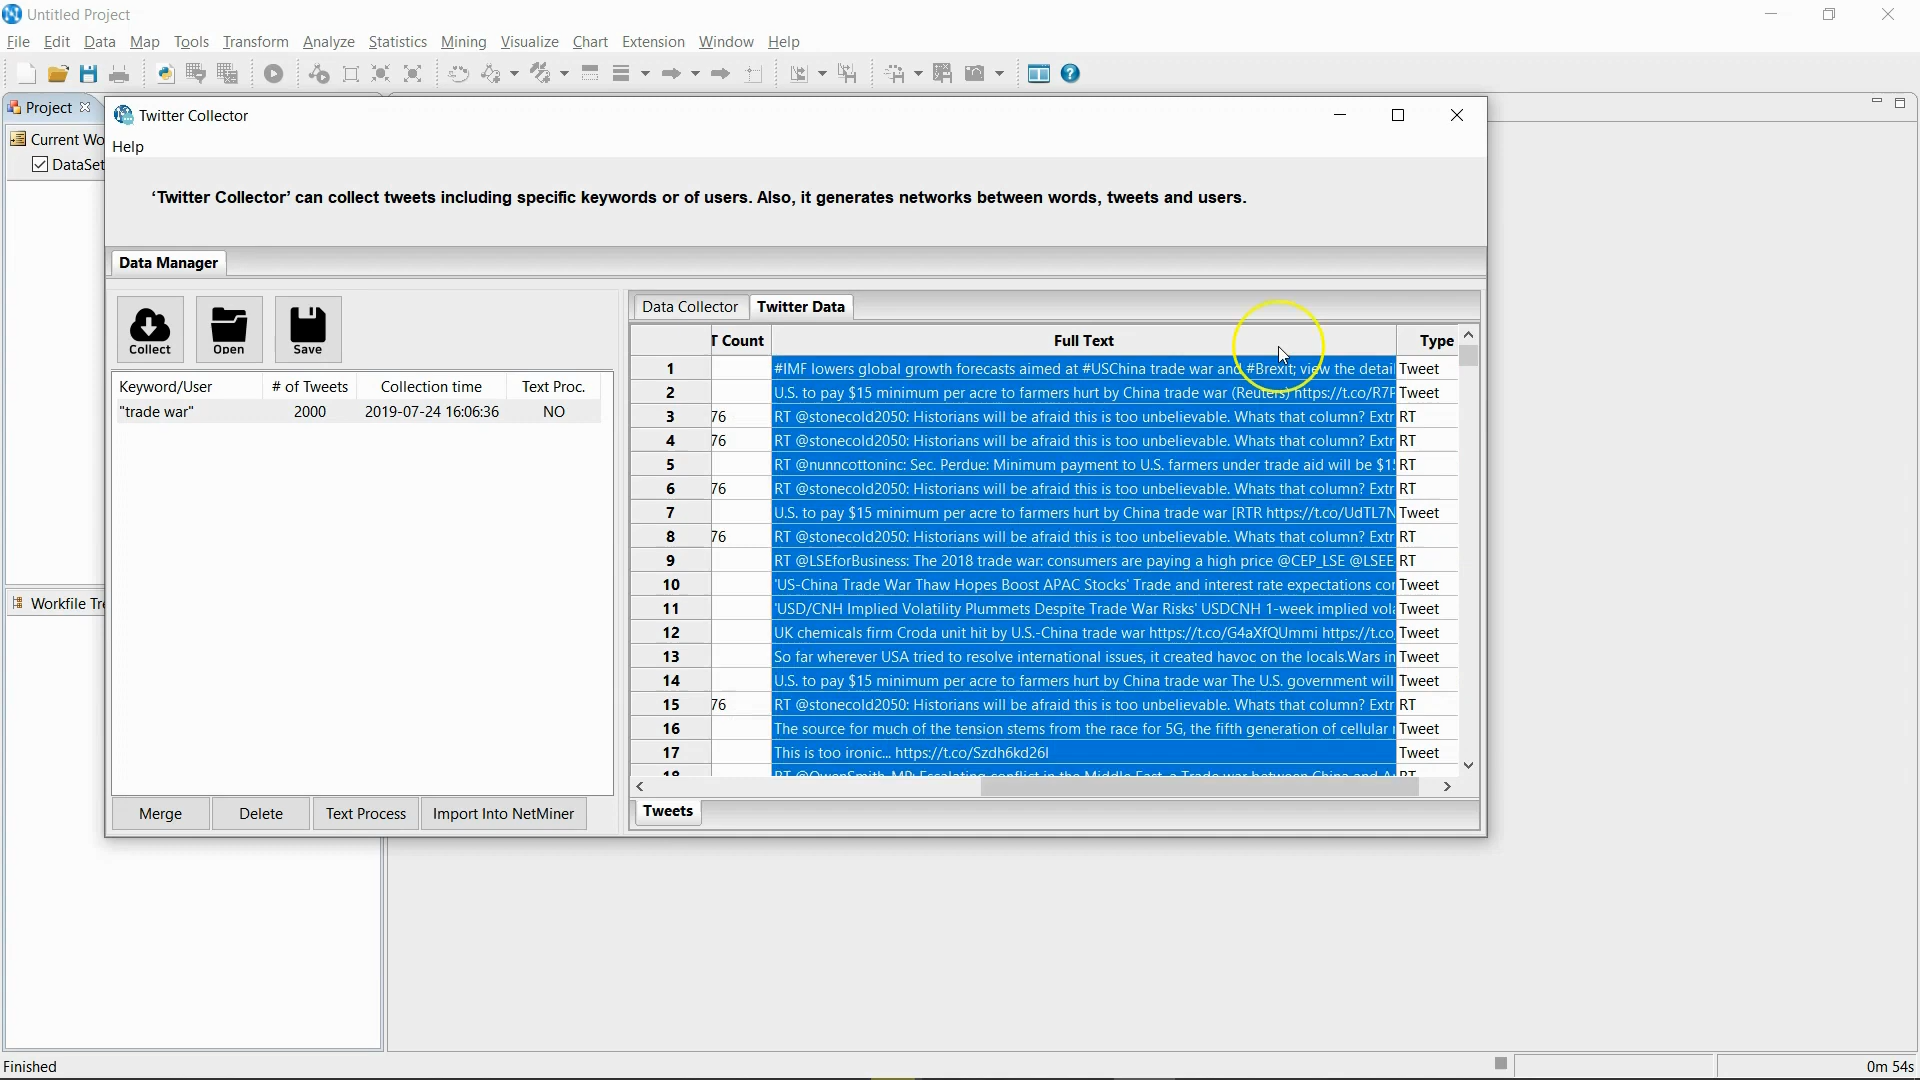 Untitled Project
File Edit Data Map Tools Transform Analyze Statistics Mining Visualize Chart Extension Window Help
Project
Current Wo
DataSet
Workfile Tre
Twitter Collector
Help
‘Twitter Collector’ can collect tweets including specific keywords or of users. Also, it generates networks between words, tweets and users.
Data Manager
Collect Open Save
Keyword/User # of Tweets Collection time Text Proc.
"trade war" 2000 2019-07-24 16:06:36 NO
Merge Delete Text Process Import Into NetMiner
Data Collector Twitter Data
T Count Full Text Type
1 #IMF lowers global growth forecasts aimed at #USChina trade war and #Brexit; view the detai Tweet
2 U.S. to pay $15 minimum per acre to farmers hurt by China trade war (Reuters) https://t.co/R7F Tweet
3 76 RT @stonecold2050: Historians will be afraid this is too unbelievable. Whats that column? Extr RT
4 76 RT @stonecold2050: Historians will be afraid this is too unbelievable. Whats that column? Extr RT
5 RT @nunncottoninc: Sec. Perdue: Minimum payment to U.S. farmers under trade aid will be $1 RT
6 76 RT @stonecold2050: Historians will be afraid this is too unbelievable. Whats that column? Extr RT
7 U.S. to pay $15 minimum per acre to farmers hurt by China trade war [RTR https://t.co/UdTL7N Tweet
8 76 RT @stonecold2050: Historians will be afraid this is too unbelievable. Whats that column? Extr RT
9 RT @LSEforBusiness: The 2018 trade war: consumers are paying a high price @CEP_LSE @LSEE RT
10 'US-China Trade War Thaw Hopes Boost APAC Stocks' Trade and interest rate expectations co Tweet
11 'USD/CNH Implied Volatility Plummets Despite Trade War Risks' USDCNH 1-week implied vol Tweet
12 UK chemicals firm Croda unit hit by U.S.-China trade war https://t.co/G4aXfQUmmi https://t.co Tweet
13 So far wherever USA tried to resolve international issues, it created havoc on the locals.Wars in Tweet
14 U.S. to pay $15 minimum per acre to farmers hurt by China trade war The U.S. government will Tweet
15 76 RT @stonecold2050: Historians will be afraid this is too unbelievable. Whats that column? Extr RT
16 The source for much of the tension stems from the race for 5G, the fifth generation of cellular Tweet
17 This is too ironic... https://t.co/Szdh6kd26l Tweet
18 RT @OwenSmith_MP: Escalating conflict in the Middle East, a Trade war between China and A RT
Tweets
Finished
0m 54s